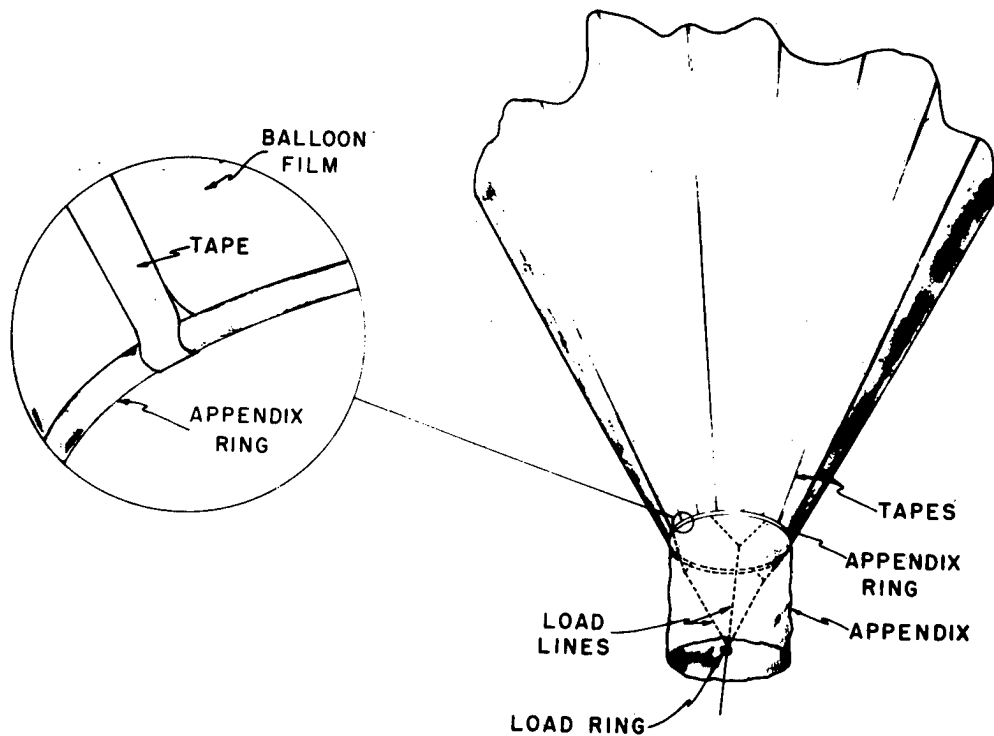 BALLOON
FILM
TAPE
APPENDIX
RING
TAPES
APPENDIX
RING
LOAD
LINES
APPENDIX
LOAD RING